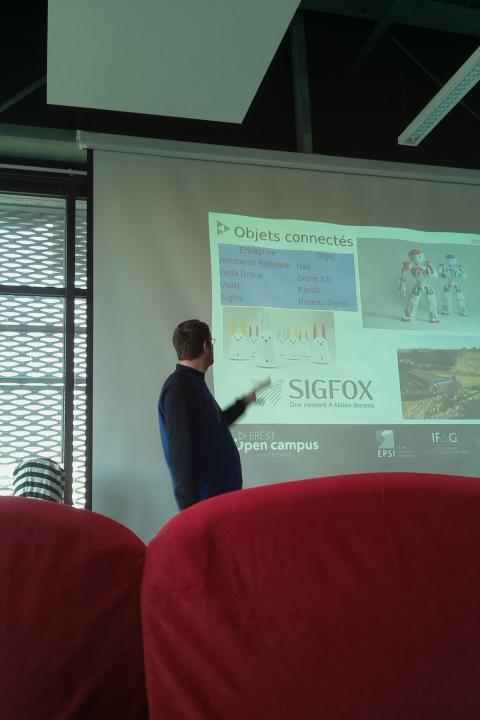 Objets connectés
Entreprise Objet
Aldebaran Robotics Nao
Delta Drone Drone 2.0
Violet Karotz
Sigfox Réseau Sigfox
SIGFOX
One network A billion dreams
BREST
Open campus
EPSI
IFAG